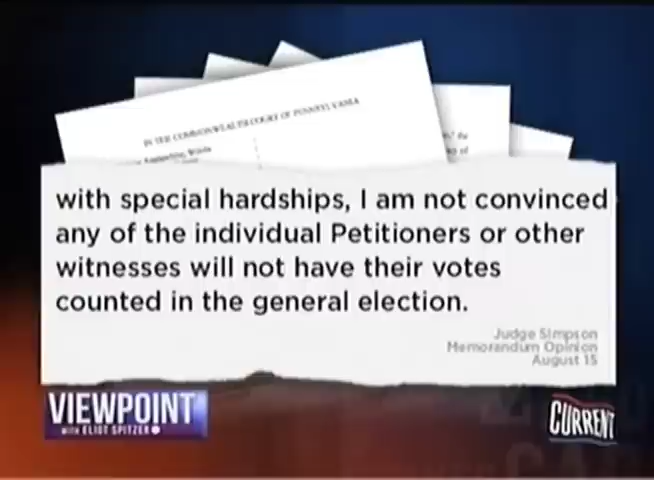 IN THE COMMONWEALTH COURT OF PENNSYLVANIA
with special hardships, I am not convinced
any of the individual Petitioners or other
witnesses will not have their votes
counted in the general election.
Judge Simpson
Memorandum Opinion
August 15
VIEWPOINT
WITH ELIOT SPITZER
CURRENT